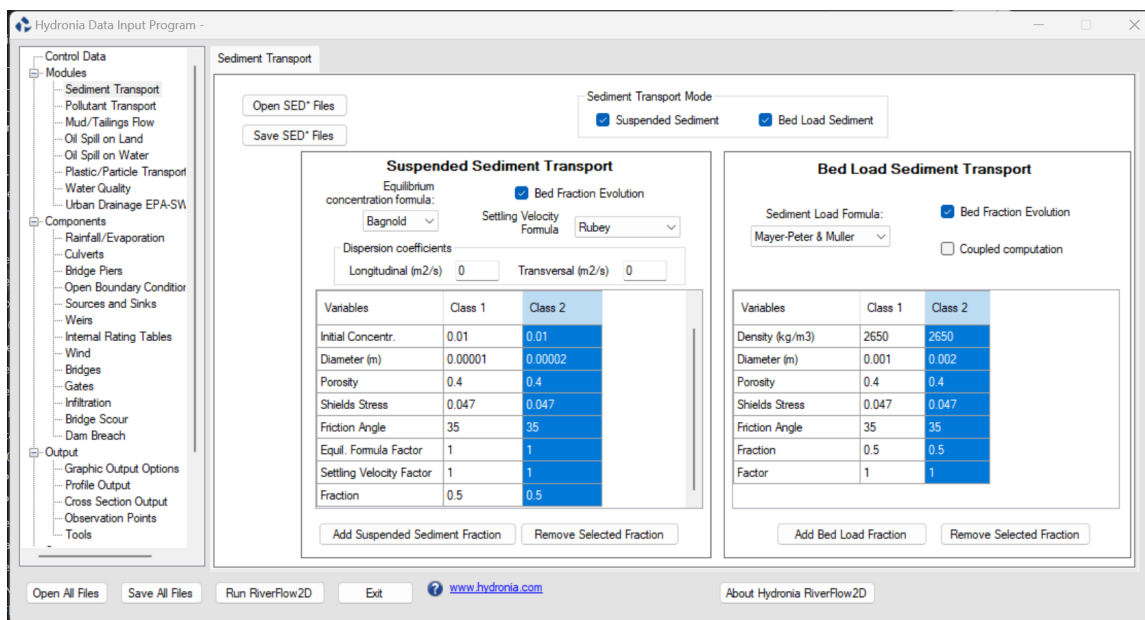 Hydronia Data Input Program -
Control Data
Modules
Sediment Transport
Pollutant Transport
Mud/Tailings Flow
Oil Spill on Land
Oil Spill on Water
Plastic/Particle Transport
Water Quality
Urban Drainage EPA-SW
Components
Rainfall/Evaporation
Culverts
Bridge Piers
Open Boundary Condition
Sources and Sinks
Weirs
Internal Rating Tables
Wind
Bridges
Gates
Infiltration
Bridge Scour
Dam Breach
Output
Graphic Output Options
Profile Output
Cross Section Output
Observation Points
Tools
Sediment Transport
Open SED* Files
Save SED* Files
Sediment Transport Mode
Suspended Sediment Bed Load Sediment
Suspended Sediment Transport
Equilibrium
concentration formula:
Bagnold
Bed Fraction Evolution
Settling Velocity
Formula
Rubey
Dispersion coefficients
Longitudinal (m2/s) 0 Transversal (m2/s) 0
Variables Class 1 Class 2
Initial Concentr. 0.01 0.01
Diameter (m) 0.00001 0.00002
Porosity 0.4 0.4
Shields Stress 0.047 0.047
Friction Angle 35 35
Equil. Formula Factor 1 1
Settling Velocity Factor 1 1
Fraction 0.5 0.5
Add Suspended Sediment Fraction Remove Selected Fraction
Bed Load Sediment Transport
Sediment Load Formula:
Mayer-Peter & Muller
Bed Fraction Evolution
Coupled computation
Variables Class 1 Class 2
Density (kg/m3) 2650 2650
Diameter (m) 0.001 0.002
Porosity 0.4 0.4
Shields Stress 0.047 0.047
Friction Angle 35 35
Fraction 0.5 0.5
Factor 1 1
Add Bed Load Fraction Remove Selected Fraction
Open All Files Save All Files Run RiverFlow2D Exit ? www.hydronia.com About Hydronia RiverFlow2D